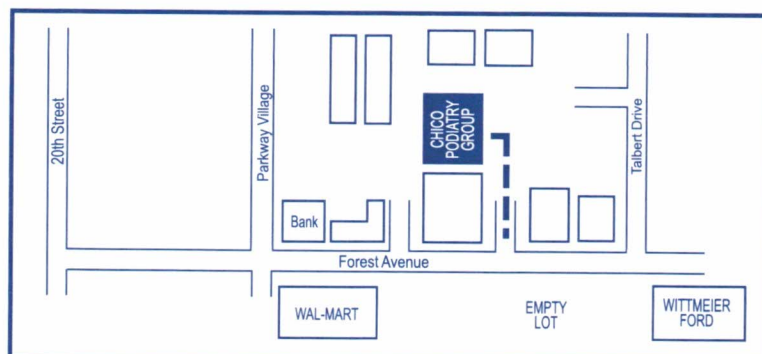 20th Street
Parkway Village
CHICO
PODIATRY
GROUP
Talbert Drive
Bank
Forest Avenue
WAL-MART
EMPTY
LOT
WITTMEIER
FORD